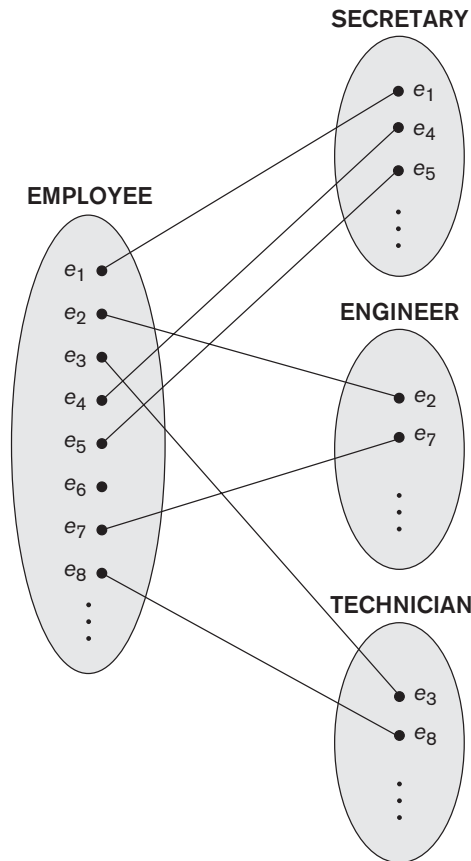 EMPLOYEE
e1
e2
e3
e4
e5
e6
e7
e8
SECRETARY
e1
e4
e5
ENGINEER
e2
e7
TECHNICIAN
e3
e8